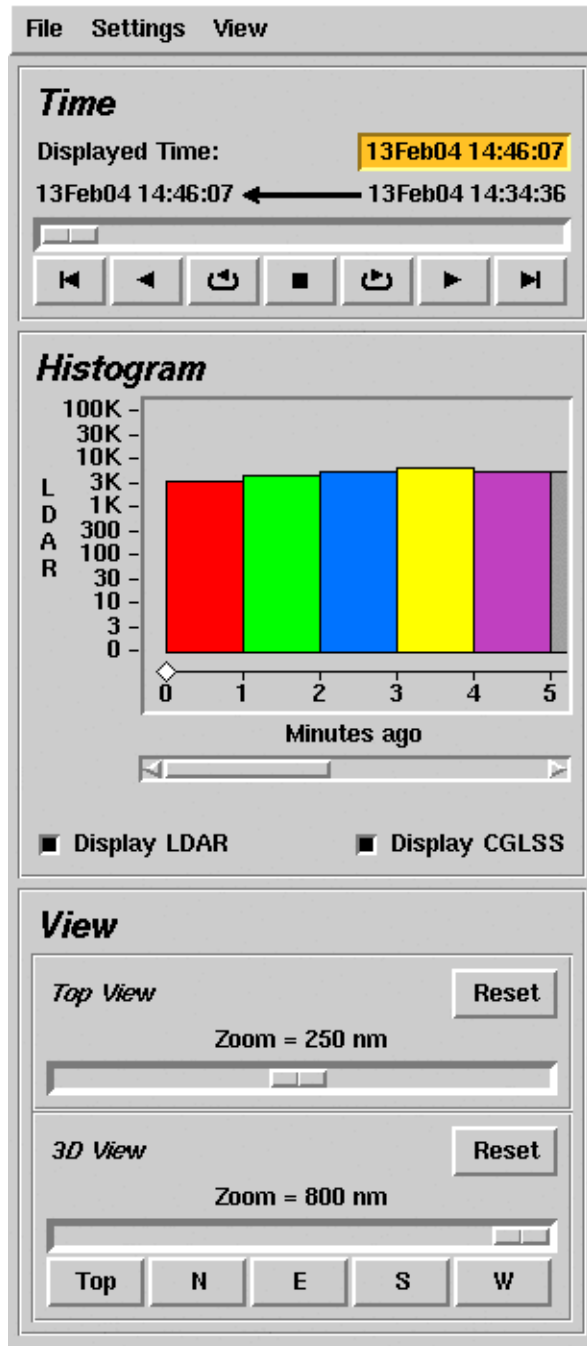 File Settings View
Time
Displayed Time: 13Feb04 14:46:07
13Feb04 14:46:07 13Feb04 14:34:36
Histogram
LDAR
100K
30K
10K
3K
1K
300
100
30
10
3
0
0 1 2 3 4 5
Minutes ago
Display LDAR Display CGLSS
View
Top View Reset
Zoom = 250 nm
3D View Reset
Zoom = 800 nm
Top N E S W